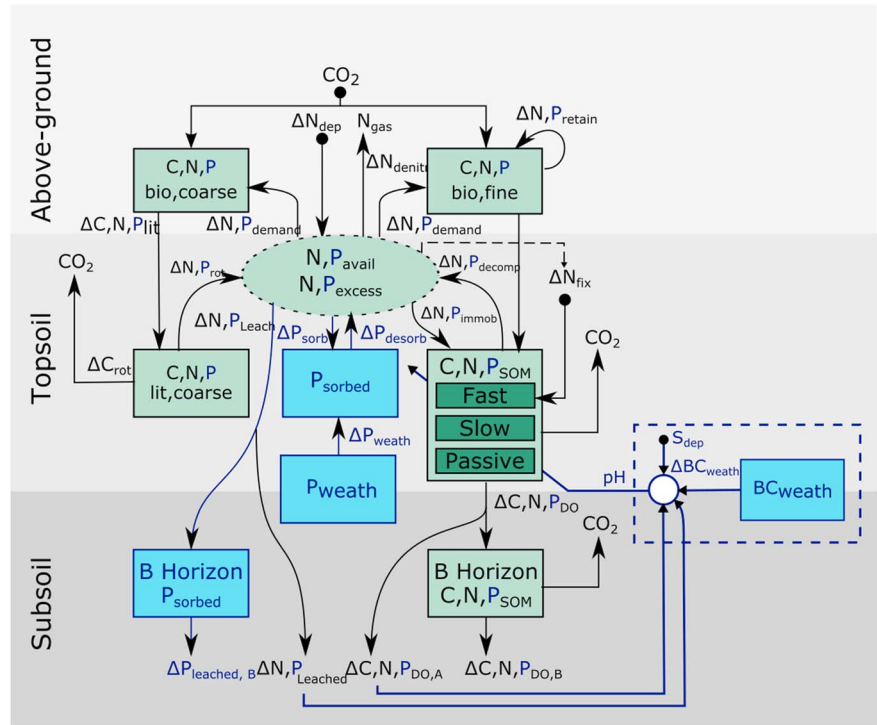 Above-ground
CO2
ΔNdep
Ngas
ΔN,Pretain
ΔNdenitr
C,N,P
bio,coarse
C,N,P
bio,fine
ΔC,N,Plit
ΔN,Pdemand
ΔN,Pdemand
Topsoil
CO2
N,Pavail
N,Pexcess
ΔN,Prot
ΔN,Pdecomp
ΔNfix
ΔN,PLeach
ΔN,Pimmob
ΔPsorb
ΔPdesorb
CO2
ΔCrot
C,N,P
lit,coarse
Psorbed
C,N,PSOM
Fast
Slow
Passive
ΔPweath
Pweath
Sdep
ΔBCweath
pH
BCweath
Subsoil
ΔC,N,PDO
CO2
B Horizon
Psorbed
B Horizon
C,N,PSOM
ΔPleached, B
ΔN,PLeached
ΔC,N,PDO,A
ΔC,N,PDO,B